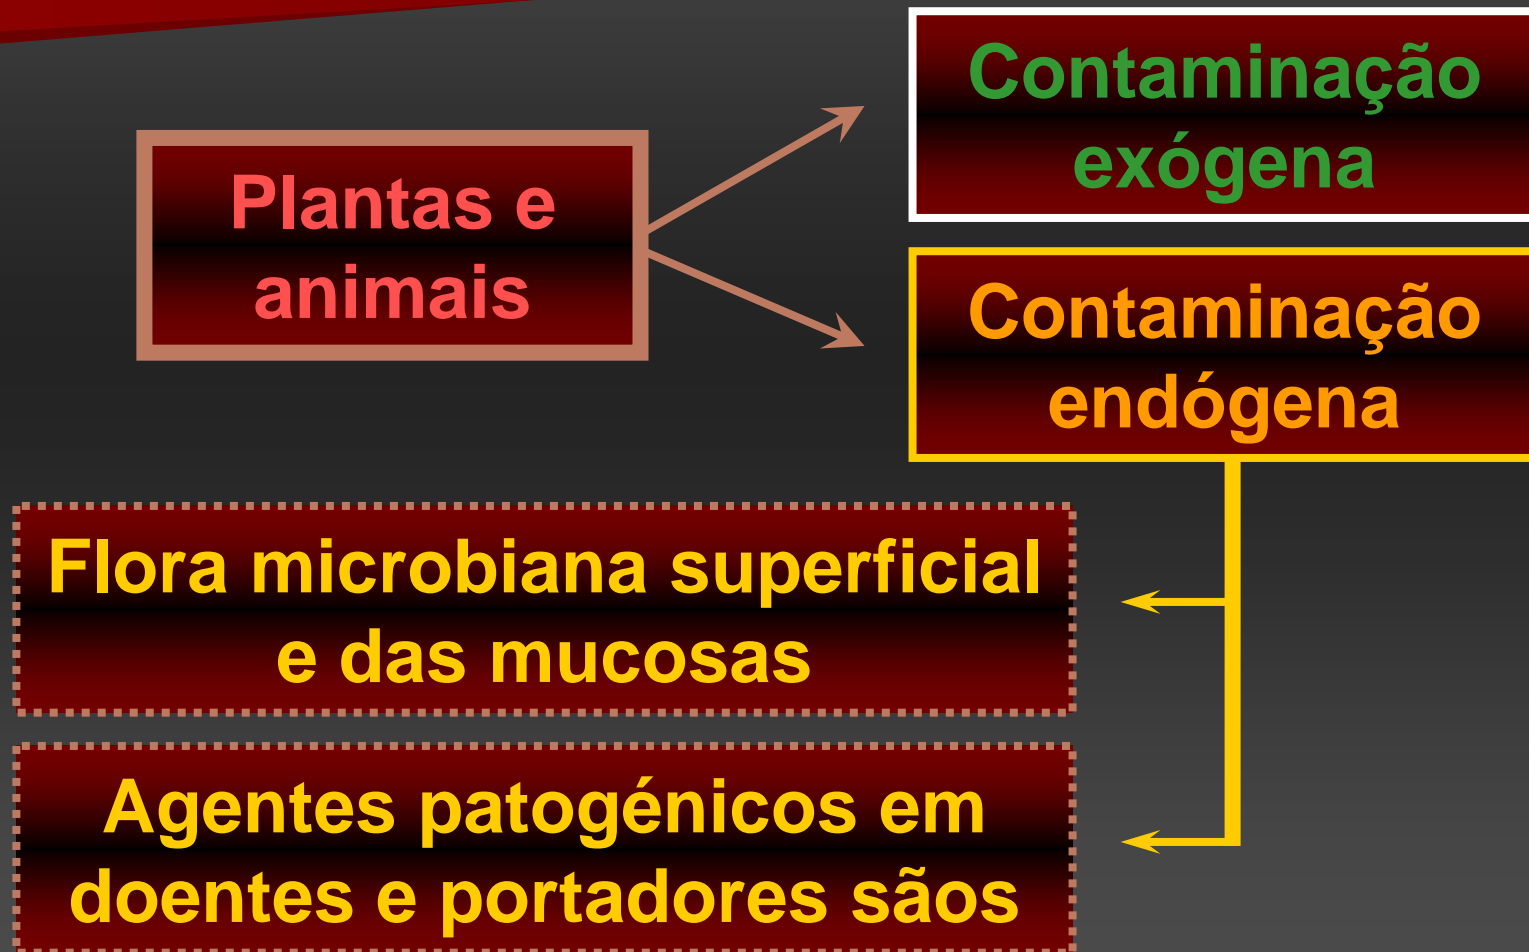 Contaminação
exógena
Plantas e
animais
Contaminação
endógena
Flora microbiana superficial
e das mucosas
Agentes patogénicos em
doentes e portadores sãos